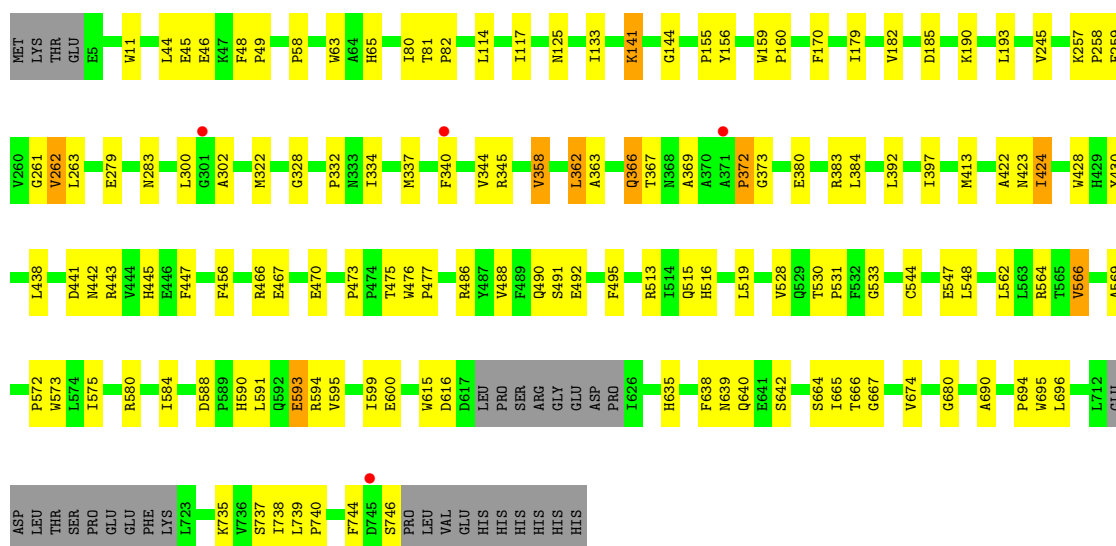 MET LYS THR GLU E5 W11 L44 E45 E46 K47 F48 P49 P58 W63 A64 H65 I80 T81 P82 L114 I117 N125 I133 K141 G144 P155 Y156 W159 P160 F170 I179 V182 D185 K190 L193 V245 K257 P258 E259
V260 G261 V262 L263 E279 N283 L300 G301 A302 M322 G328 P332 N333 I334 M337 F340 V344 R345 V358 L362 A363 Q366 T367 N368 A369 A370 A371 P372 G373 E380 R383 L384 L392 I397 M413 A422 N423 I424 W428 H429 Y430
L438 D441 N442 R443 V444 H445 E446 F447 F456 R466 E467 E470 P473 P474 T475 W476 P477 R486 Y487 V488 F489 Q490 S491 E492 F495 R513 I514 Q515 H516 L519 V528 Q529 T530 P531 F532 G533 C544 E547 L548 L562 L563 R564 T565 V566 A569
P572 W573 L574 I575 R580 I584 D588 P589 H590 L591 Q592 E593 R594 V595 I599 E600 W615 D616 D617 LEU PRO SER ARG GLY GLU ASP PRO I626 H635 F638 N639 Q640 E641 S642 S664 I665 T666 G667 V674 G680 A690 P694 W695 L696 L712 GLU
ASP LEU THR SER PRO GLU GLU PHE LYS L723 K735 V736 S737 I738 L739 P740 F744 D745 S746 PRO LEU VAL GLU HIS HIS HIS HIS HIS HIS